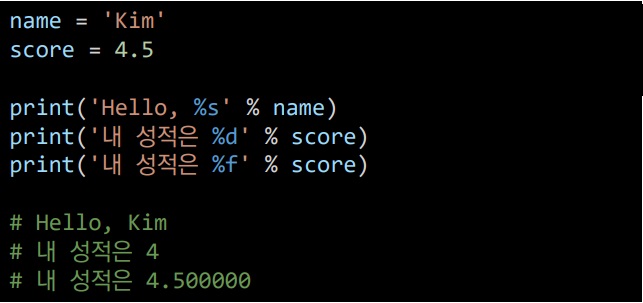 name = 'Kim'
score = 4.5
print('Hello, %s' % name)
print('내 성적은 %d' % score)
print('내 성적은 %f' % score)
# Hello, Kim
# 내 성적은 4
# 내 성적은 4.500000